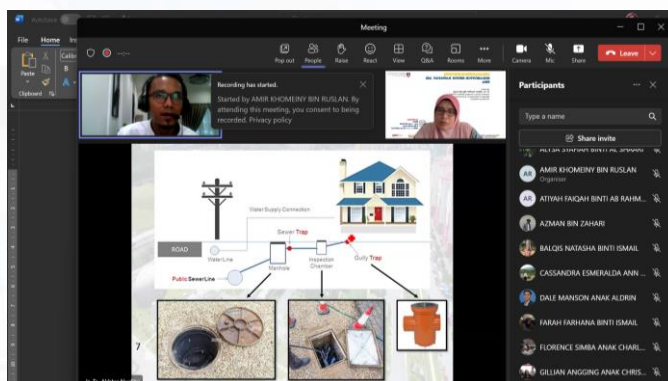 AutoSave
Meeting
File Home
Paste
Clipboard
Pop out People Raise React View Q&A Rooms More Camera Mic Share Leave
Recording has started.
Started by AMIR KHOMEINY BIN RUSLAN. By
attending this meeting, you consent to being
recorded. Privacy policy
Participants
Type a name
Share invite
AR AMIR KHOMEINY BIN RUSLAN
Organiser
AR ATIYAH FAIQAH BINTI AB RAHM...
AZMAN BIN ZAHARI
BALQIS NATASHA BINTI ISMAIL
CASSANDRA ESMERALDA ANN ...
DALE MANSON ANAK ALDRIN
FARAH FARHANA BINTI ISMAIL
FLORENCE SIMBA ANAK CHARL...
GILLIAN ANGGING ANAK CHRIS...
Water Supply Connection
Sewer Trap
ROAD
WaterLine
Manhole
Inspection
Chamber
Gully Trap
Public SewerLine
7